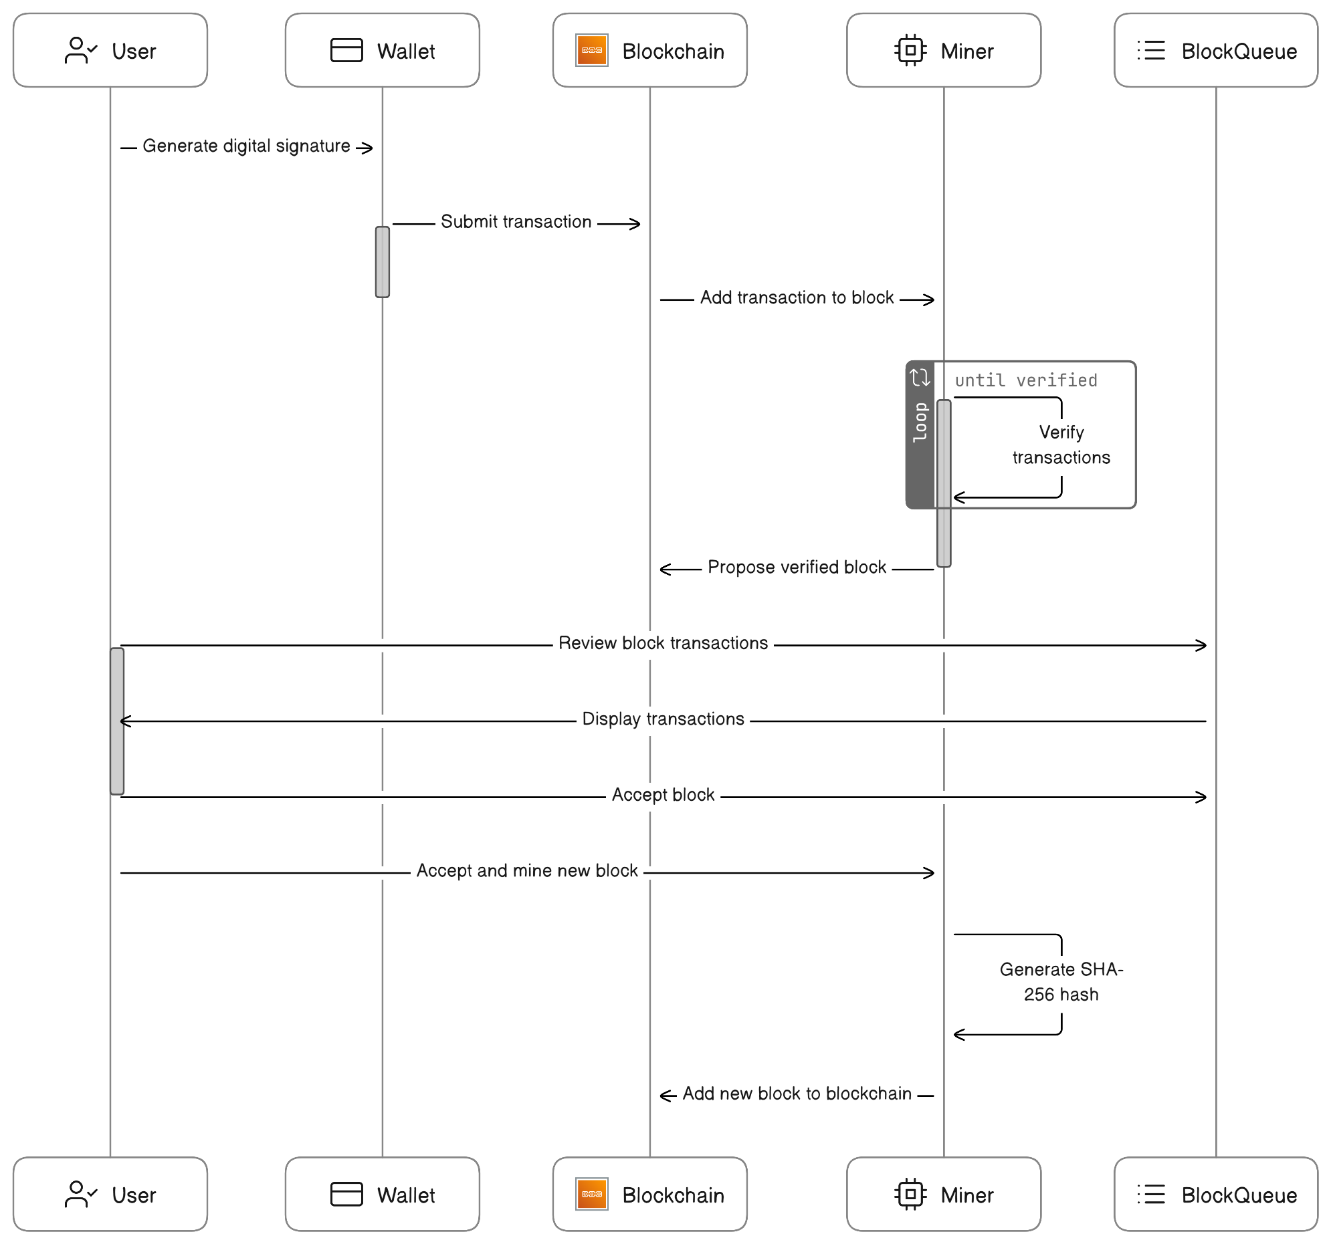 User
Wallet
Blockchain
Miner
BlockQueue
Generate digital signature
Submit transaction
Add transaction to block
loop
until verified
Verify
transactions
Propose verified block
Review block transactions
Display transactions
Accept block
Accept and mine new block
Generate SHA-
256 hash
Add new block to blockchain
User
Wallet
Blockchain
Miner
BlockQueue